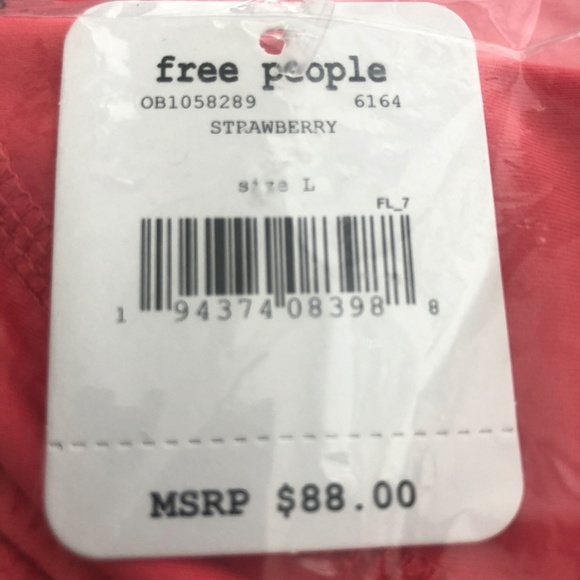 free people
OB1058289 6164
STRAWBERRY
size L
FL_7
1 94374 08398 8
MSRP $88.00